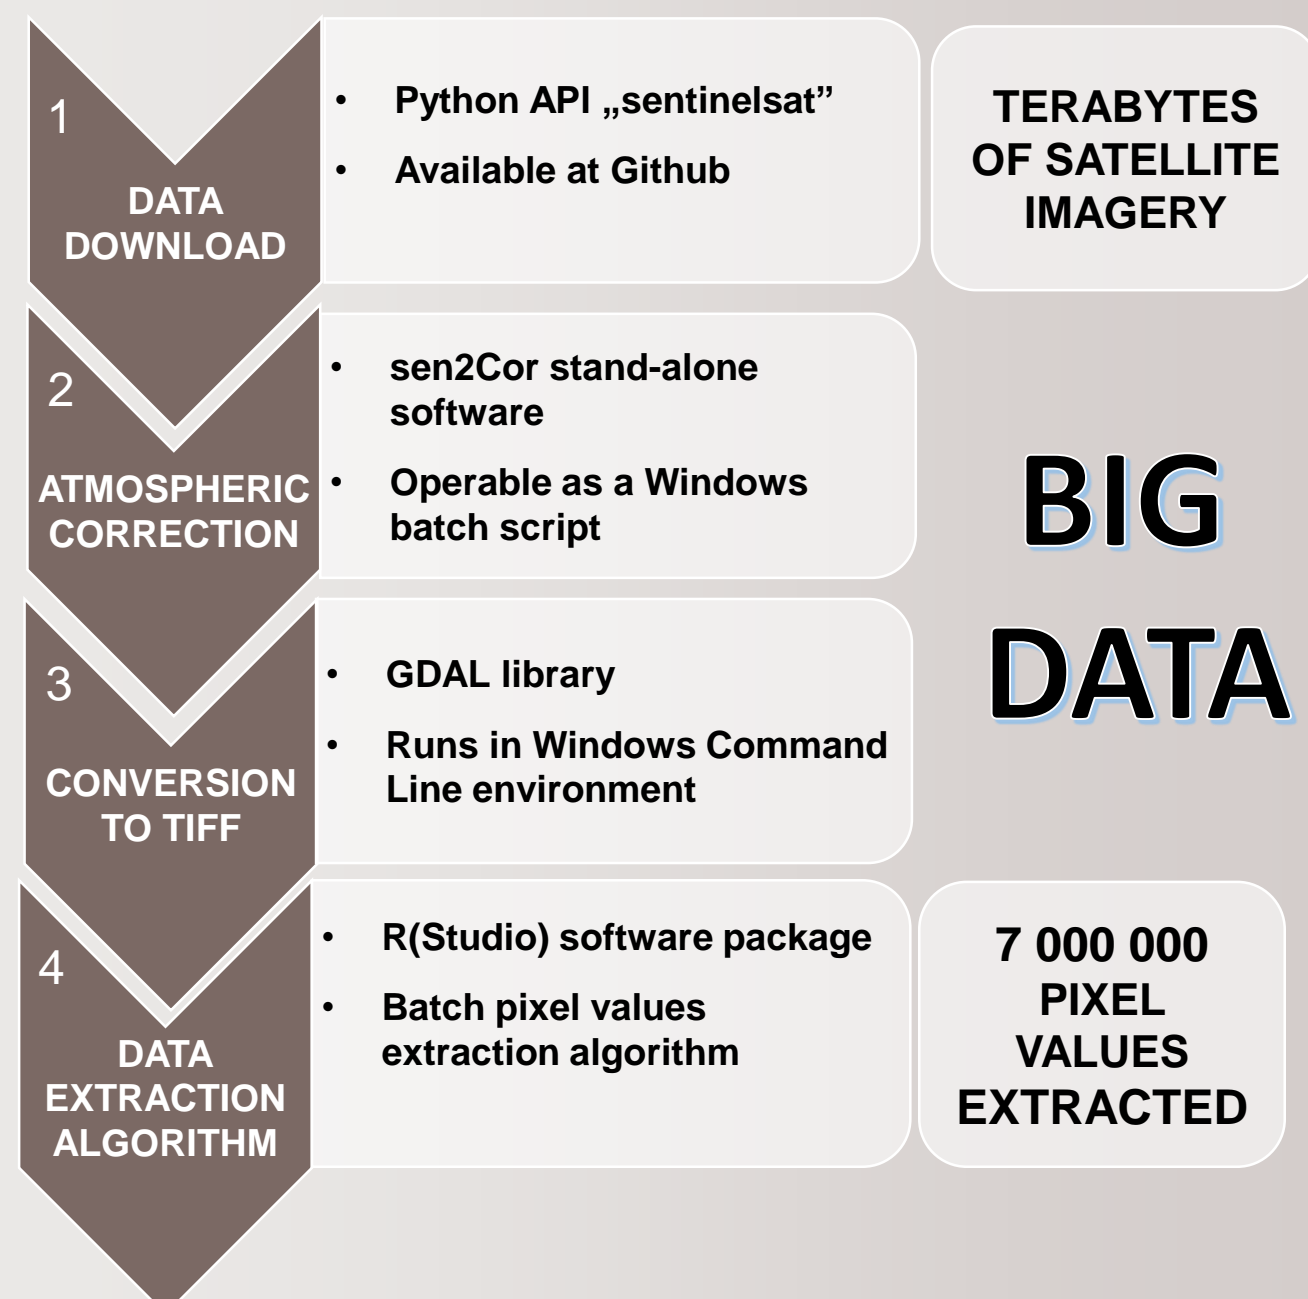 1
DATA
DOWNLOAD
• Python API „sentinelsat”
• Available at Github
TERABYTES
OF SATELLITE
IMAGERY
2
ATMOSPHERIC
CORRECTION
• sen2Cor stand-alone
software
• Operable as a Windows
batch script
BIG
DATA
3
CONVERSION
TO TIFF
• GDAL library
• Runs in Windows Command
Line environment
4
DATA
EXTRACTION
ALGORITHM
• R(Studio) software package
• Batch pixel values
extraction algorithm
7 000 000
PIXEL
VALUES
EXTRACTED